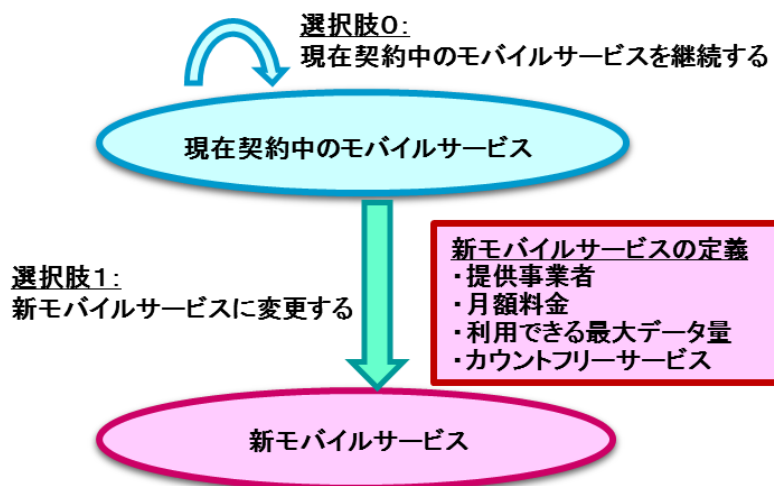 選択肢0:
現在契約中のモバイルサービスを継続する
現在契約中のモバイルサービス
選択肢1:
新モバイルサービスに変更する
新モバイルサービスの定義
・提供事業者
・月額料金
・利用できる最大データ量
・カウントフリーサービス
新モバイルサービス